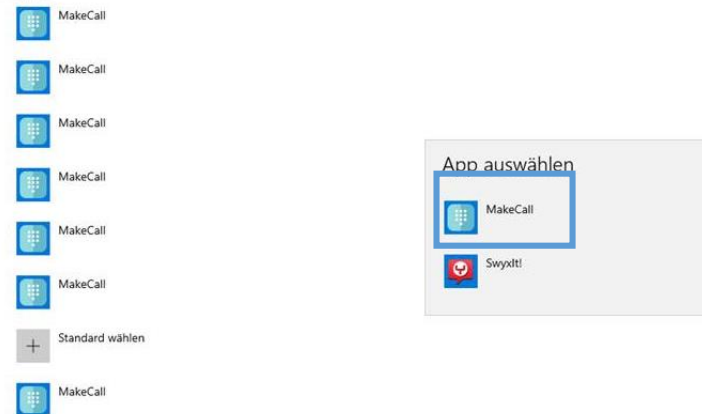 MakeCall
MakeCall
MakeCall
MakeCall
MakeCall
MakeCall
Standard wählen
MakeCall
App auswählen
MakeCall
SwyxIt!